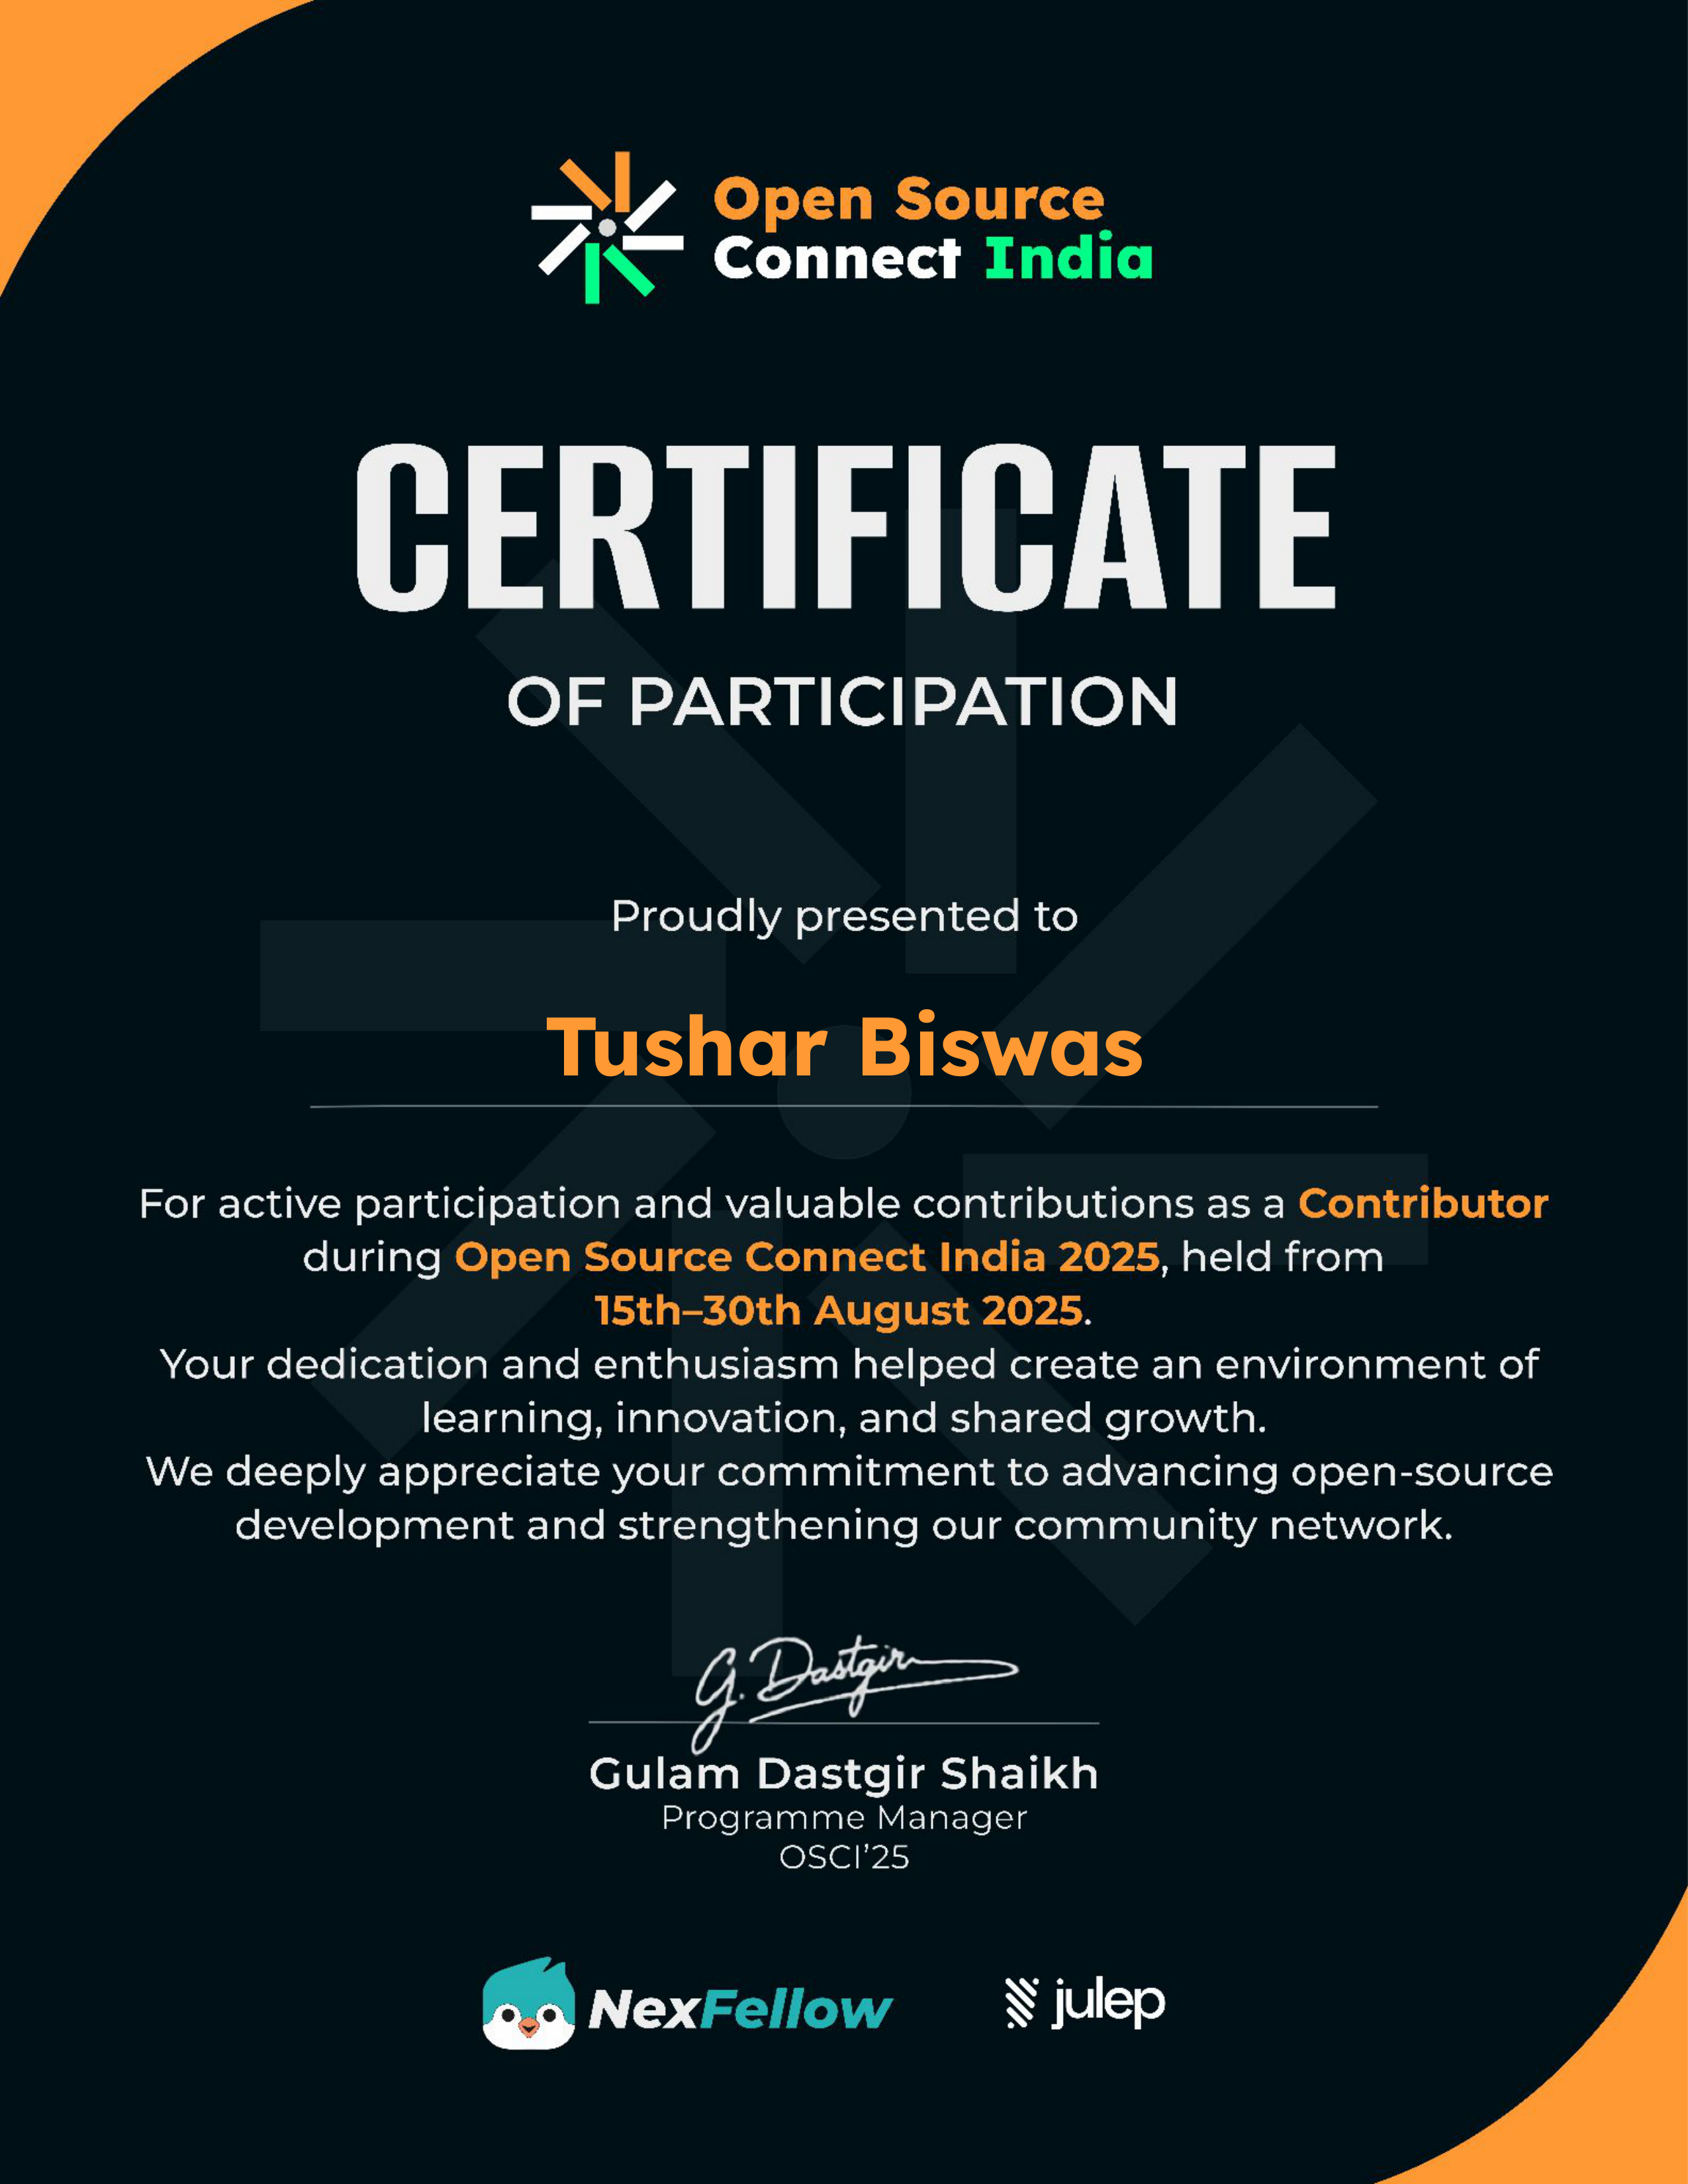 Open Source
Connect India
CERTIFICATE
OF PARTICIPATION
Proudly presented to
Tushar Biswas
For active participation and valuable contributions as a Contributor
during Open Source Connect India 2025, held from
15th–30th August 2025.
Your dedication and enthusiasm helped create an environment of
learning, innovation, and shared growth.
We deeply appreciate your commitment to advancing open-source
development and strengthening our community network.
G. Dastgir
Gulam Dastgir Shaikh
Programme Manager
OSCI'25
NexFellow
julep